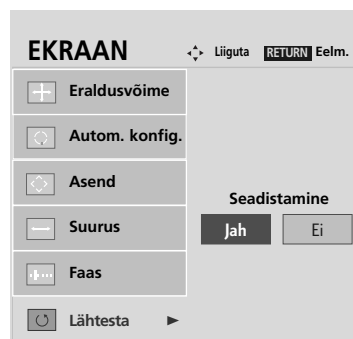 EKRAAN
Liiguta RETURN Eelm.
Eraldusvõime
Autom. konfig.
Asend
Suurus
Faas
Lähtesta
Seadistamine
Jah Ei